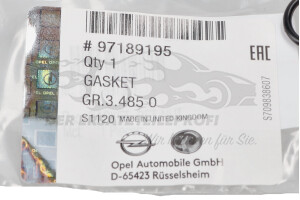 # 97189195
EAC
Qty 1
GASKET
GR.3.485 0
S1120 MADE IN UNITED KINGDOM
S709838607
Opel Automobile GmbH
D-65423 Rüsselsheim